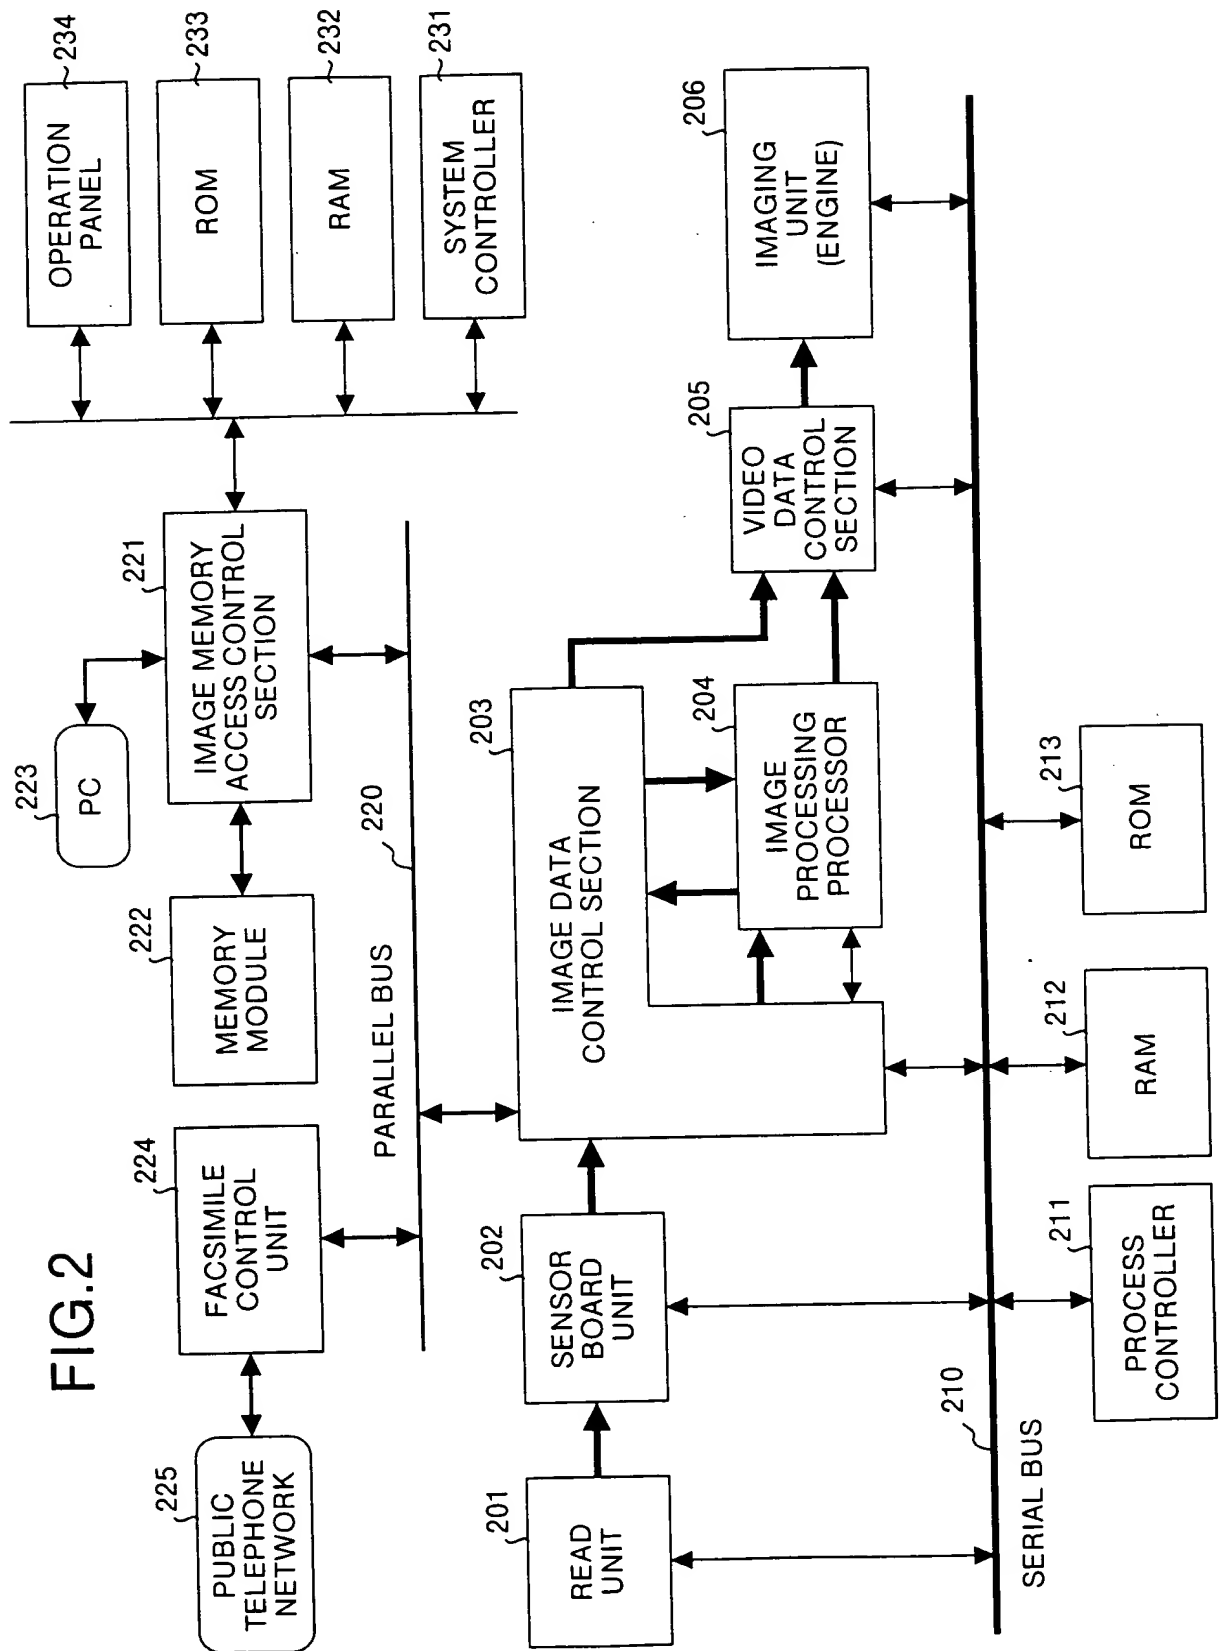 FIG.2
225
PUBLIC
TELEPHONE
NETWORK
224
FACSIMILE
CONTROL
UNIT
222
MEMORY
MODULE
223
PC
221
IMAGE MEMORY
ACCESS CONTROL
SECTION
234
OPERATION
PANEL
233
ROM
232
RAM
231
SYSTEM
CONTROLLER
PARALLEL BUS
220
201
READ
UNIT
202
SENSOR
BOARD
UNIT
203
IMAGE DATA
CONTROL SECTION
204
IMAGE
PROCESSING
PROCESSOR
205
VIDEO
DATA
CONTROL
SECTION
206
IMAGING
UNIT
(ENGINE)
SERIAL BUS
210
211
PROCESS
CONTROLLER
212
RAM
213
ROM